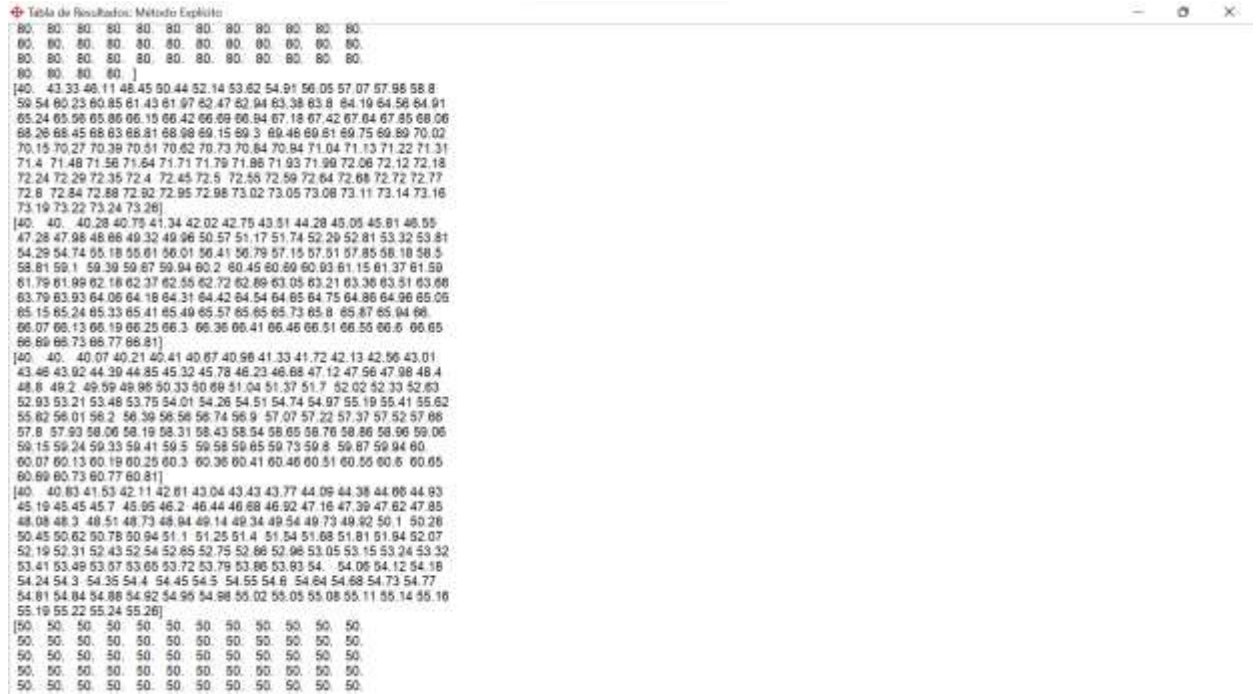 Tabla de Resultados: Método Explícito
80. 80. 80. 80. 80. 80. 80. 80. 80. 80. 80. 80.
80. 80. 80. 80. 80. 80. 80. 80. 80. 80. 80. 80.
80. 80. 80. 80. 80. 80. 80. 80. 80. 80. 80. 80.
80. 80. 80. 80. ]
[40. 43.33 46.11 48.45 50.44 52.14 53.62 54.91 56.05 57.07 57.98 58.8
59.54 60.23 60.85 61.43 61.97 62.47 62.94 63.38 63.8 64.19 64.56 64.91
65.24 65.56 65.86 66.15 66.42 66.69 66.94 67.18 67.42 67.64 67.85 68.06
68.26 68.45 68.63 68.81 68.98 69.15 69.3 69.46 69.61 69.75 69.89 70.02
70.15 70.27 70.39 70.51 70.62 70.73 70.84 70.94 71.04 71.13 71.22 71.31
71.4 71.48 71.56 71.64 71.71 71.79 71.86 71.93 71.99 72.06 72.12 72.18
72.24 72.29 72.35 72.4 72.45 72.5 72.55 72.59 72.64 72.68 72.72 72.77
72.8 72.84 72.88 72.92 72.95 72.98 73.02 73.05 73.08 73.11 73.14 73.16
73.19 73.22 73.24 73.26]
[40. 40. 40.28 40.75 41.34 42.02 42.75 43.51 44.28 45.05 45.81 46.55
47.28 47.98 48.66 49.32 49.96 50.57 51.17 51.74 52.29 52.81 53.32 53.81
54.29 54.74 55.18 55.61 56.01 56.41 56.79 57.15 57.51 57.85 58.18 58.5
58.81 59.1 59.39 59.67 59.94 60.2 60.45 60.69 60.93 61.15 61.37 61.59
61.79 61.99 62.18 62.37 62.55 62.72 62.89 63.05 63.21 63.36 63.51 63.66
63.79 63.93 64.06 64.18 64.31 64.42 64.54 64.65 64.75 64.86 64.96 65.05
65.15 65.24 65.33 65.41 65.49 65.57 65.65 65.73 65.8 65.87 65.94 66.
66.07 66.13 66.19 66.25 66.3 66.36 66.41 66.46 66.51 66.55 66.6 66.65
66.69 66.73 66.77 66.81]
[40. 40. 40.07 40.21 40.41 40.67 40.98 41.33 41.72 42.13 42.56 43.01
43.46 43.92 44.39 44.85 45.32 45.78 46.23 46.68 47.12 47.56 47.98 48.4
48.8 49.2 49.59 49.96 50.33 50.69 51.04 51.37 51.7 52.02 52.33 52.63
52.93 53.21 53.48 53.75 54.01 54.26 54.51 54.74 54.97 55.19 55.41 55.62
55.82 56.01 56.2 56.39 56.56 56.74 56.9 57.07 57.22 57.37 57.52 57.66
57.8 57.93 58.06 58.19 58.31 58.43 58.54 58.65 58.76 58.86 58.96 59.06
59.15 59.24 59.33 59.41 59.5 59.58 59.65 59.73 59.8 59.87 59.94 60.
60.07 60.13 60.19 60.25 60.3 60.36 60.41 60.46 60.51 60.55 60.6 60.65
60.69 60.73 60.77 60.81]
[40. 40.83 41.53 42.11 42.61 43.04 43.43 43.77 44.09 44.38 44.66 44.93
45.19 45.45 45.7 45.95 46.2 46.44 46.68 46.92 47.16 47.39 47.62 47.85
48.08 48.3 48.51 48.73 48.94 49.14 49.34 49.54 49.73 49.92 50.1 50.28
50.45 50.62 50.78 50.94 51.1 51.25 51.4 51.54 51.68 51.81 51.94 52.07
52.19 52.31 52.43 52.54 52.65 52.75 52.86 52.96 53.05 53.15 53.24 53.32
53.41 53.49 53.57 53.65 53.72 53.79 53.86 53.93 54. 54.06 54.12 54.18
54.24 54.3 54.35 54.4 54.45 54.5 54.55 54.6 54.64 54.68 54.73 54.77
54.81 54.84 54.88 54.92 54.95 54.98 55.02 55.05 55.08 55.11 55.14 55.16
55.19 55.22 55.24 55.26]
[50. 50. 50. 50. 50. 50. 50. 50. 50. 50. 50. 50.
50. 50. 50. 50. 50. 50. 50. 50. 50. 50. 50. 50.
50. 50. 50. 50. 50. 50. 50. 50. 50. 50. 50. 50.
50. 50. 50. 50. 50. 50. 50. 50. 50. 50. 50. 50.
50. 50. 50. 50. 50. 50. 50. 50. 50. 50. 50. 50.